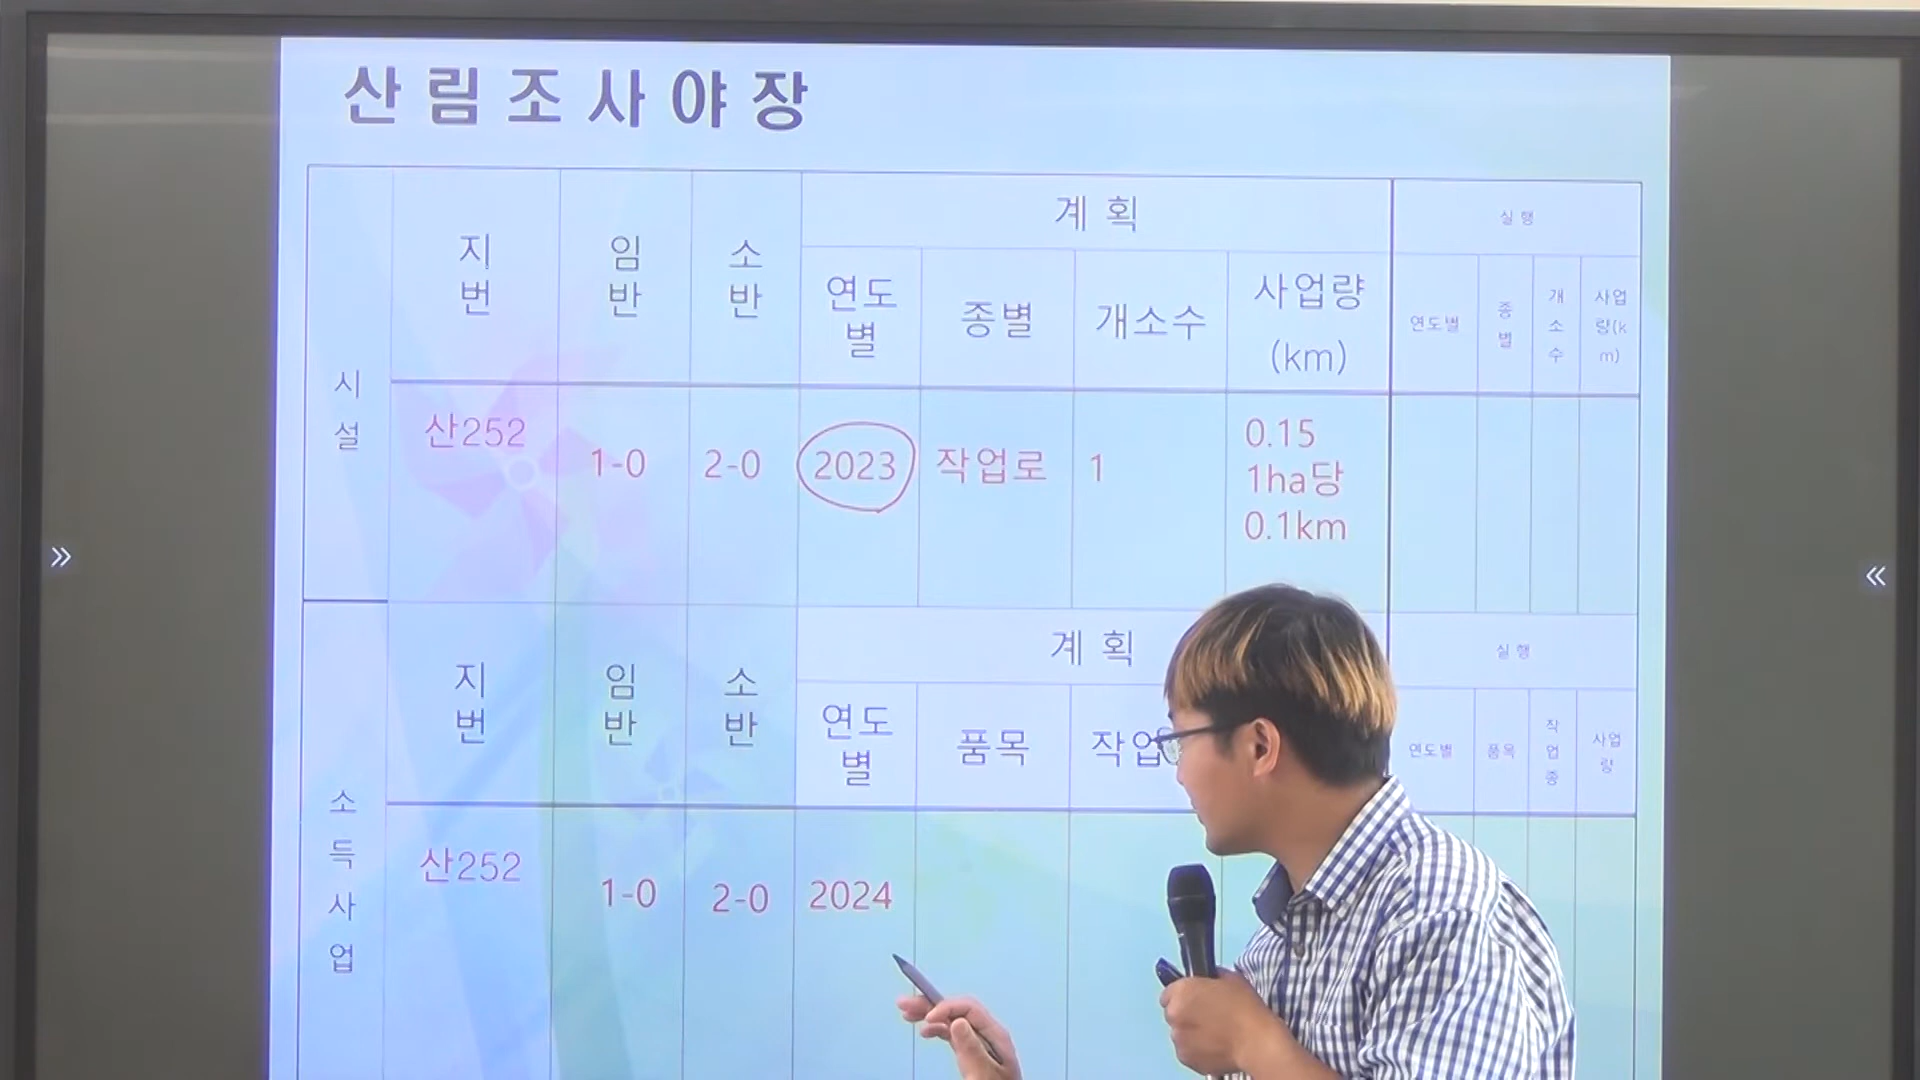 산림조사야장
시설
지번
임반
소반
계획
실행
연도별
종별
개소수
사업량
(km)
연도별
종별
개소수
사업량(km)
산252
1-0
2-0
2023
작업로
1
0.15
1ha당
0.1km
소득사업
지번
임반
소반
계획
실행
연도별
품목
작업
연도별
품목
작업종
사업량
산252
1-0
2-0
2024